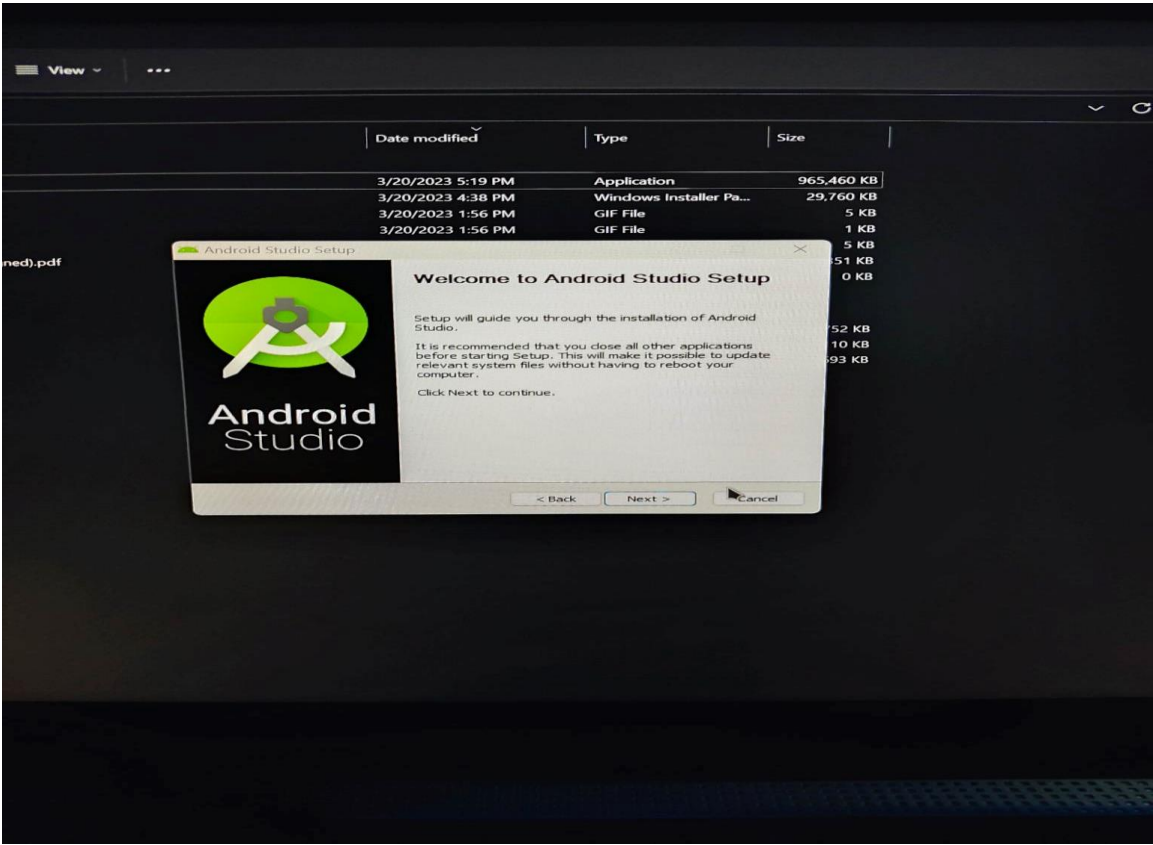 View
Date modified Type Size
3/20/2023 5:19 PM Application 965,460 KB
3/20/2023 4:38 PM Windows Installer Pa... 29,760 KB
3/20/2023 1:56 PM GIF File 5 KB
3/20/2023 1:56 PM GIF File 1 KB
5 KB
ned).pdf 351 KB
0 KB
752 KB
10 KB
593 KB
Android Studio Setup
Welcome to Android Studio Setup
Setup will guide you through the installation of Android
Studio.
It is recommended that you close all other applications
before starting Setup. This will make it possible to update
relevant system files without having to reboot your
computer.
Click Next to continue.
Android
Studio
< Back Next > Cancel